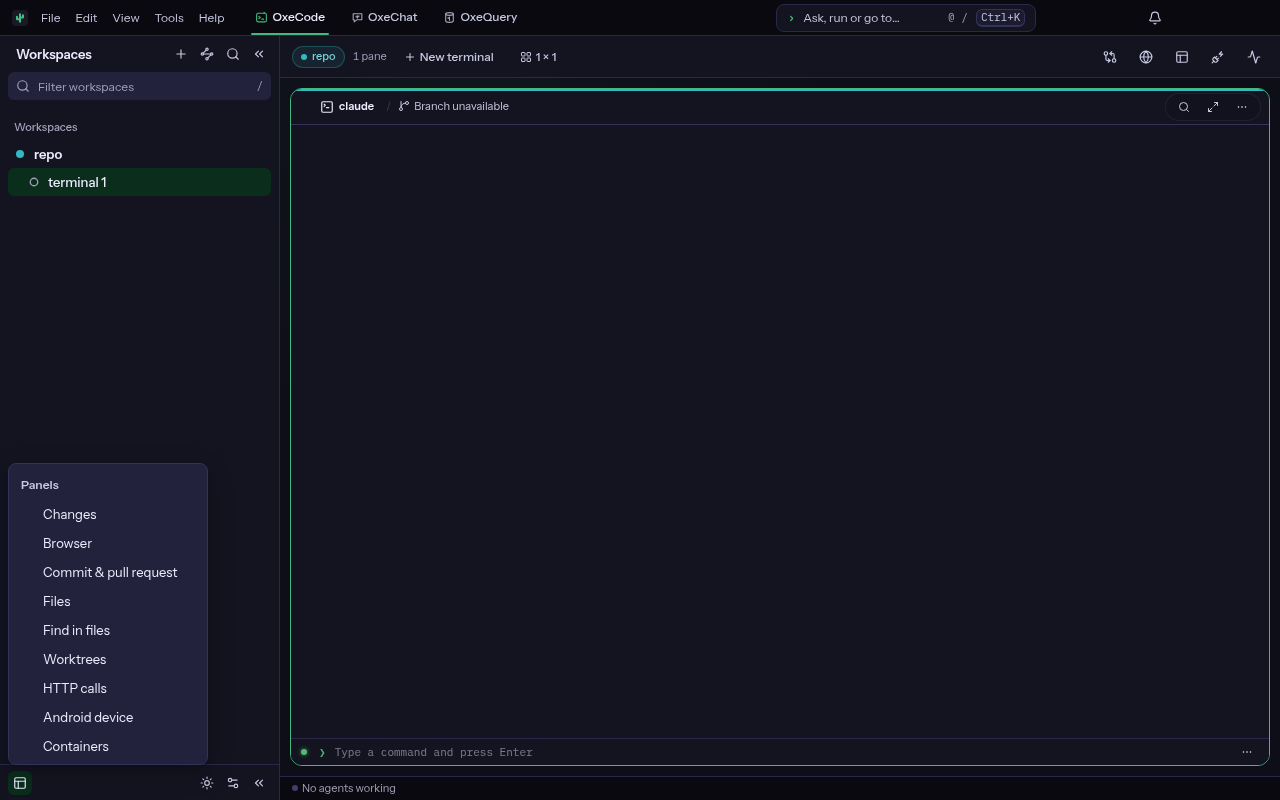 File Edit View Tools Help OxeCode OxeChat OxeQuery Ask, run or go to... @ / Ctrl+K
Workspaces
repo 1 pane New terminal 1 × 1
Filter workspaces /
claude / Branch unavailable
Workspaces
repo
terminal 1
Panels
Changes
Browser
Commit & pull request
Files
Find in files
Worktrees
HTTP calls
Android device
Containers
Type a command and press Enter
No agents working